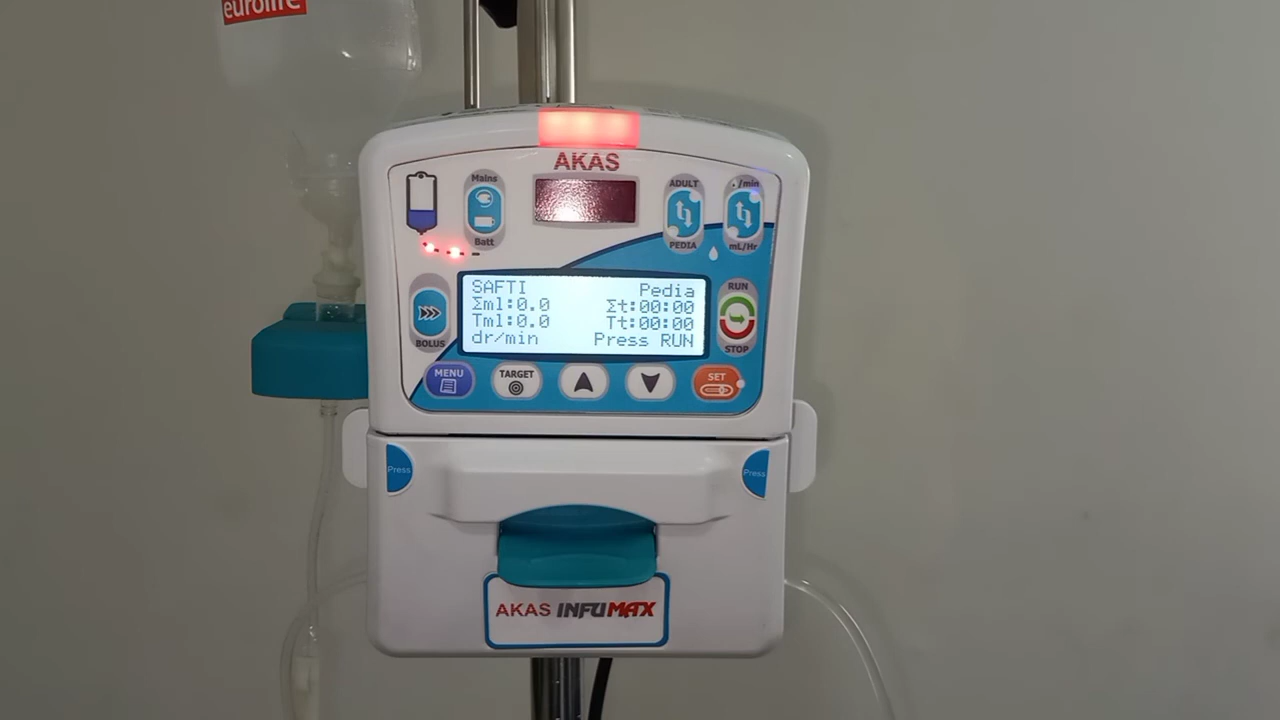 eurolife
AKAS
Mains
Batt
ADULT
PEDIA
/min
mL/Hr
SAFTI Pedia
Σml:0.0 Σt:00:00
Tml:0.0 Tt:00:00
dr/min Press RUN
BOLUS
RUN
STOP
MENU
TARGET
SET
Press
Press
AKAS INFUMAX